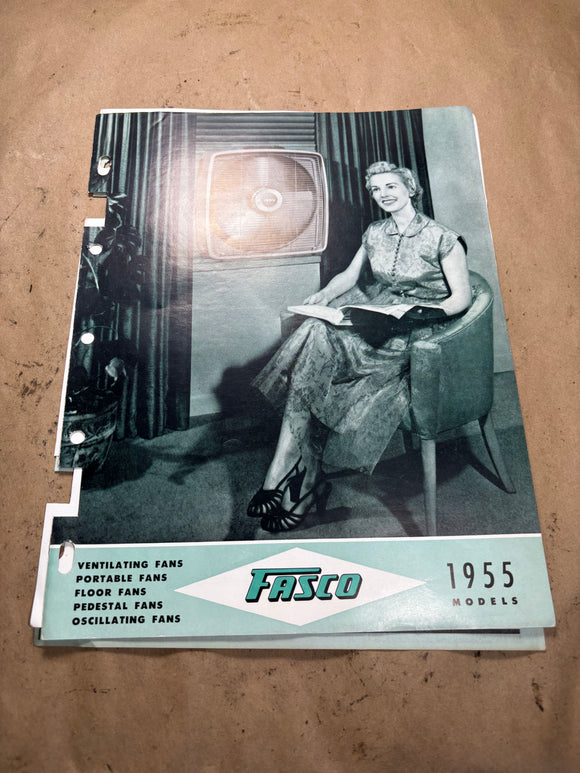 VENTILATING FANS
PORTABLE FANS
FLOOR FANS
PEDESTAL FANS
OSCILLATING FANS
FASCO
1955
MODELS